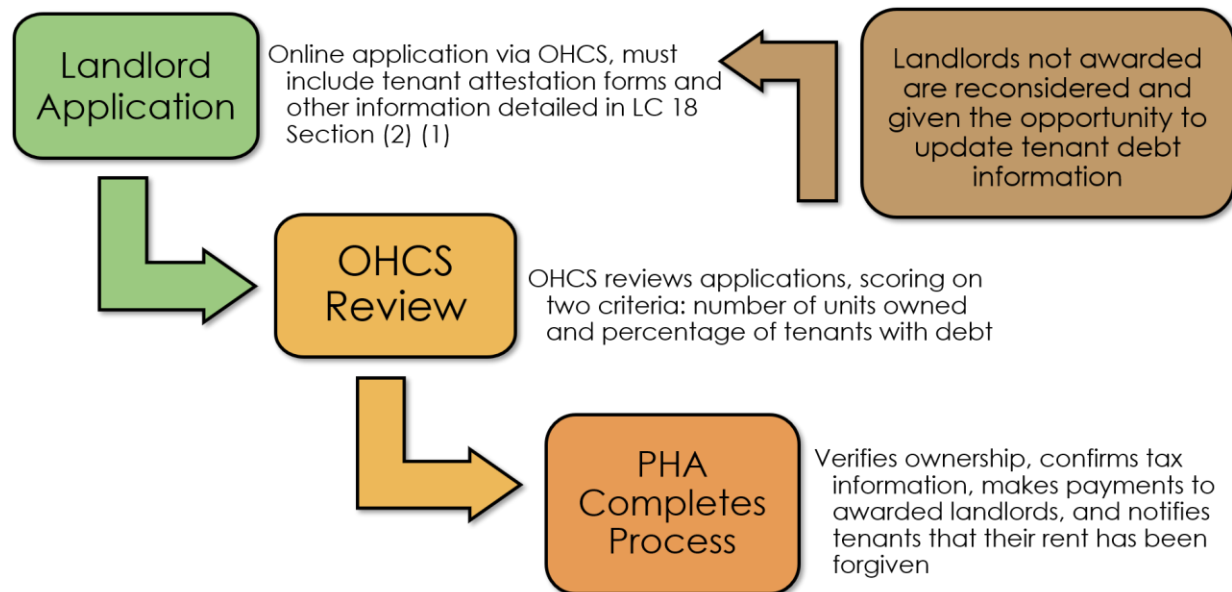 Landlord
Application
Online application via OHCS, must
include tenant attestation forms and
other information detailed in LC 18
Section (2) (1)
Landlords not awarded
are reconsidered and
given the opportunity to
update tenant debt
information
OHCS
Review
OHCS reviews applications, scoring on
two criteria: number of units owned
and percentage of tenants with debt
PHA
Completes
Process
Verifies ownership, confirms tax
information, makes payments to
awarded landlords, and notifies
tenants that their rent has been
forgiven